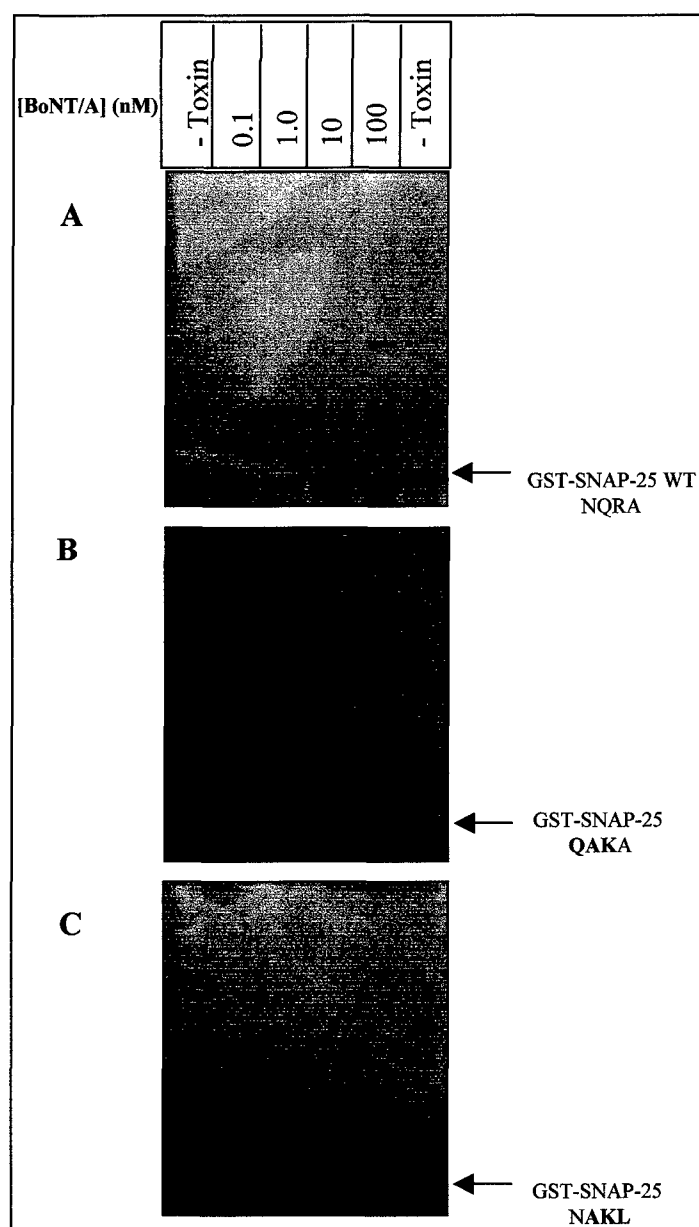 [BoNT/A] (nM)
- Toxin
0.1
1.0
10
100
- Toxin
A
GST-SNAP-25 WT
NQRA
B
GST-SNAP-25
QAKA
C
GST-SNAP-25
NAKL